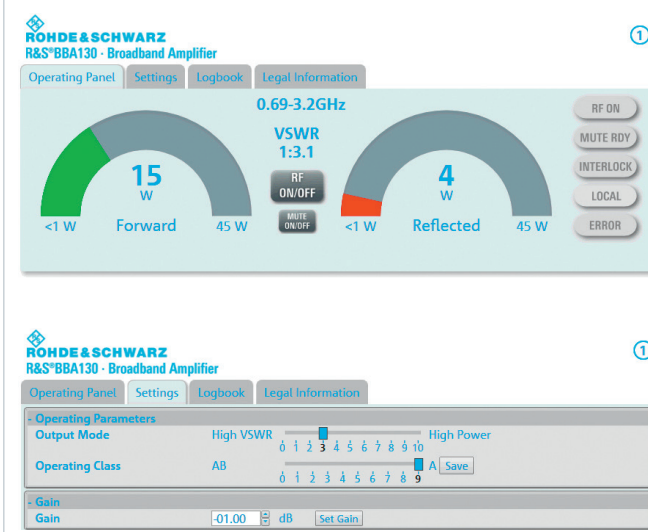 ROHDE&SCHWARZ
R&S®BBA130 · Broadband Amplifier
1
Operating Panel Settings Logbook Legal Information
0.69-3.2GHz
VSWR
1:3.1
15
W
RF
ON/OFF
MUTE
ON/OFF
<1 W Forward 45 W
4
W
<1 W Reflected 45 W
RF ON
MUTE RDY
INTERLOCK
LOCAL
ERROR
ROHDE&SCHWARZ
R&S®BBA130 · Broadband Amplifier
1
Operating Panel Settings Logbook Legal Information
- Operating Parameters
Output Mode High VSWR High Power
0 1 2 3 4 5 6 7 8 9 10
Operating Class AB A Save
0 1 2 3 4 5 6 7 8 9
- Gain
Gain -01.00 dB Set Gain